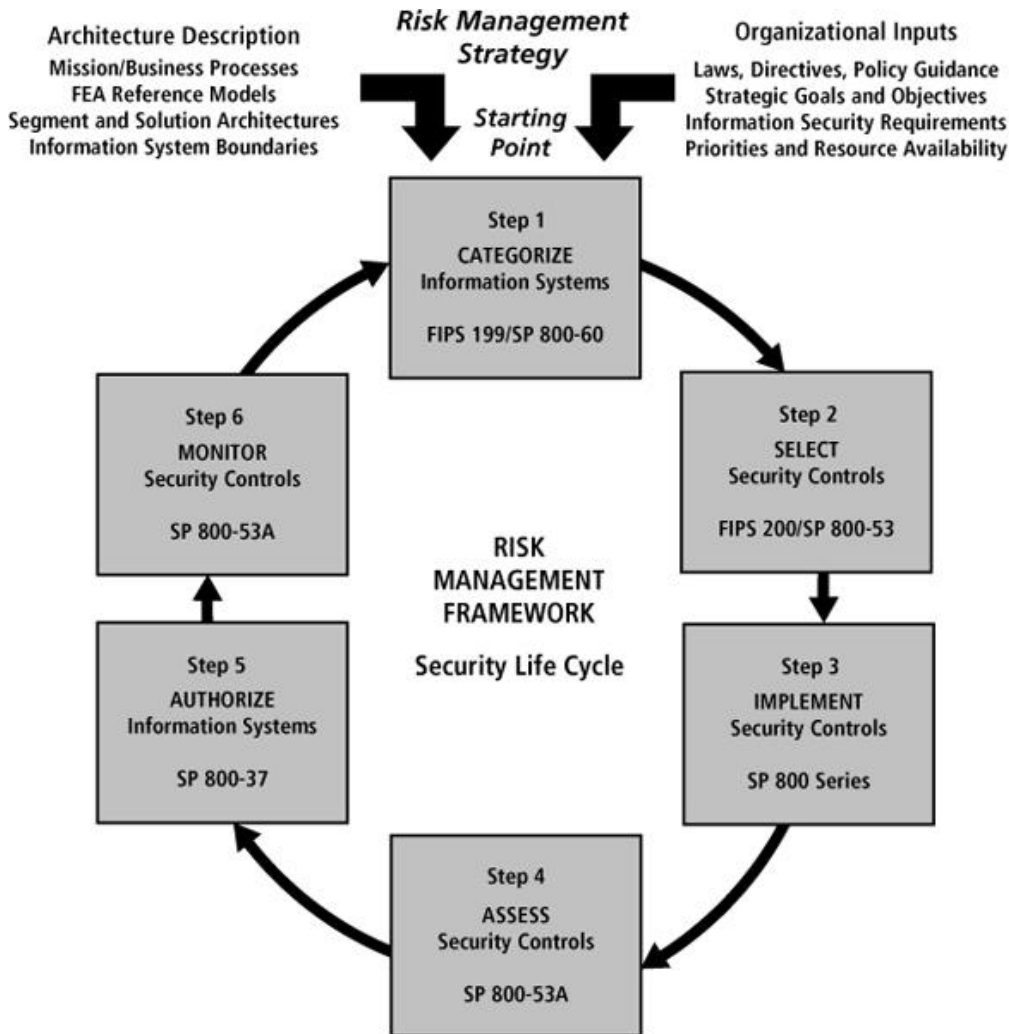 Architecture Description
Mission/Business Processes
FEA Reference Models
Segment and Solution Architectures
Information System Boundaries
Risk Management
Strategy
Starting
Point
Organizational Inputs
Laws, Directives, Policy Guidance
Strategic Goals and Objectives
Information Security Requirements
Priorities and Resource Availability
Step 1
CATEGORIZE
Information Systems
FIPS 199/SP 800-60
Step 2
SELECT
Security Controls
FIPS 200/SP 800-53
Step 3
IMPLEMENT
Security Controls
SP 800 Series
Step 4
ASSESS
Security Controls
SP 800-53A
Step 5
AUTHORIZE
Information Systems
SP 800-37
Step 6
MONITOR
Security Controls
SP 800-53A
RISK
MANAGEMENT
FRAMEWORK
Security Life Cycle